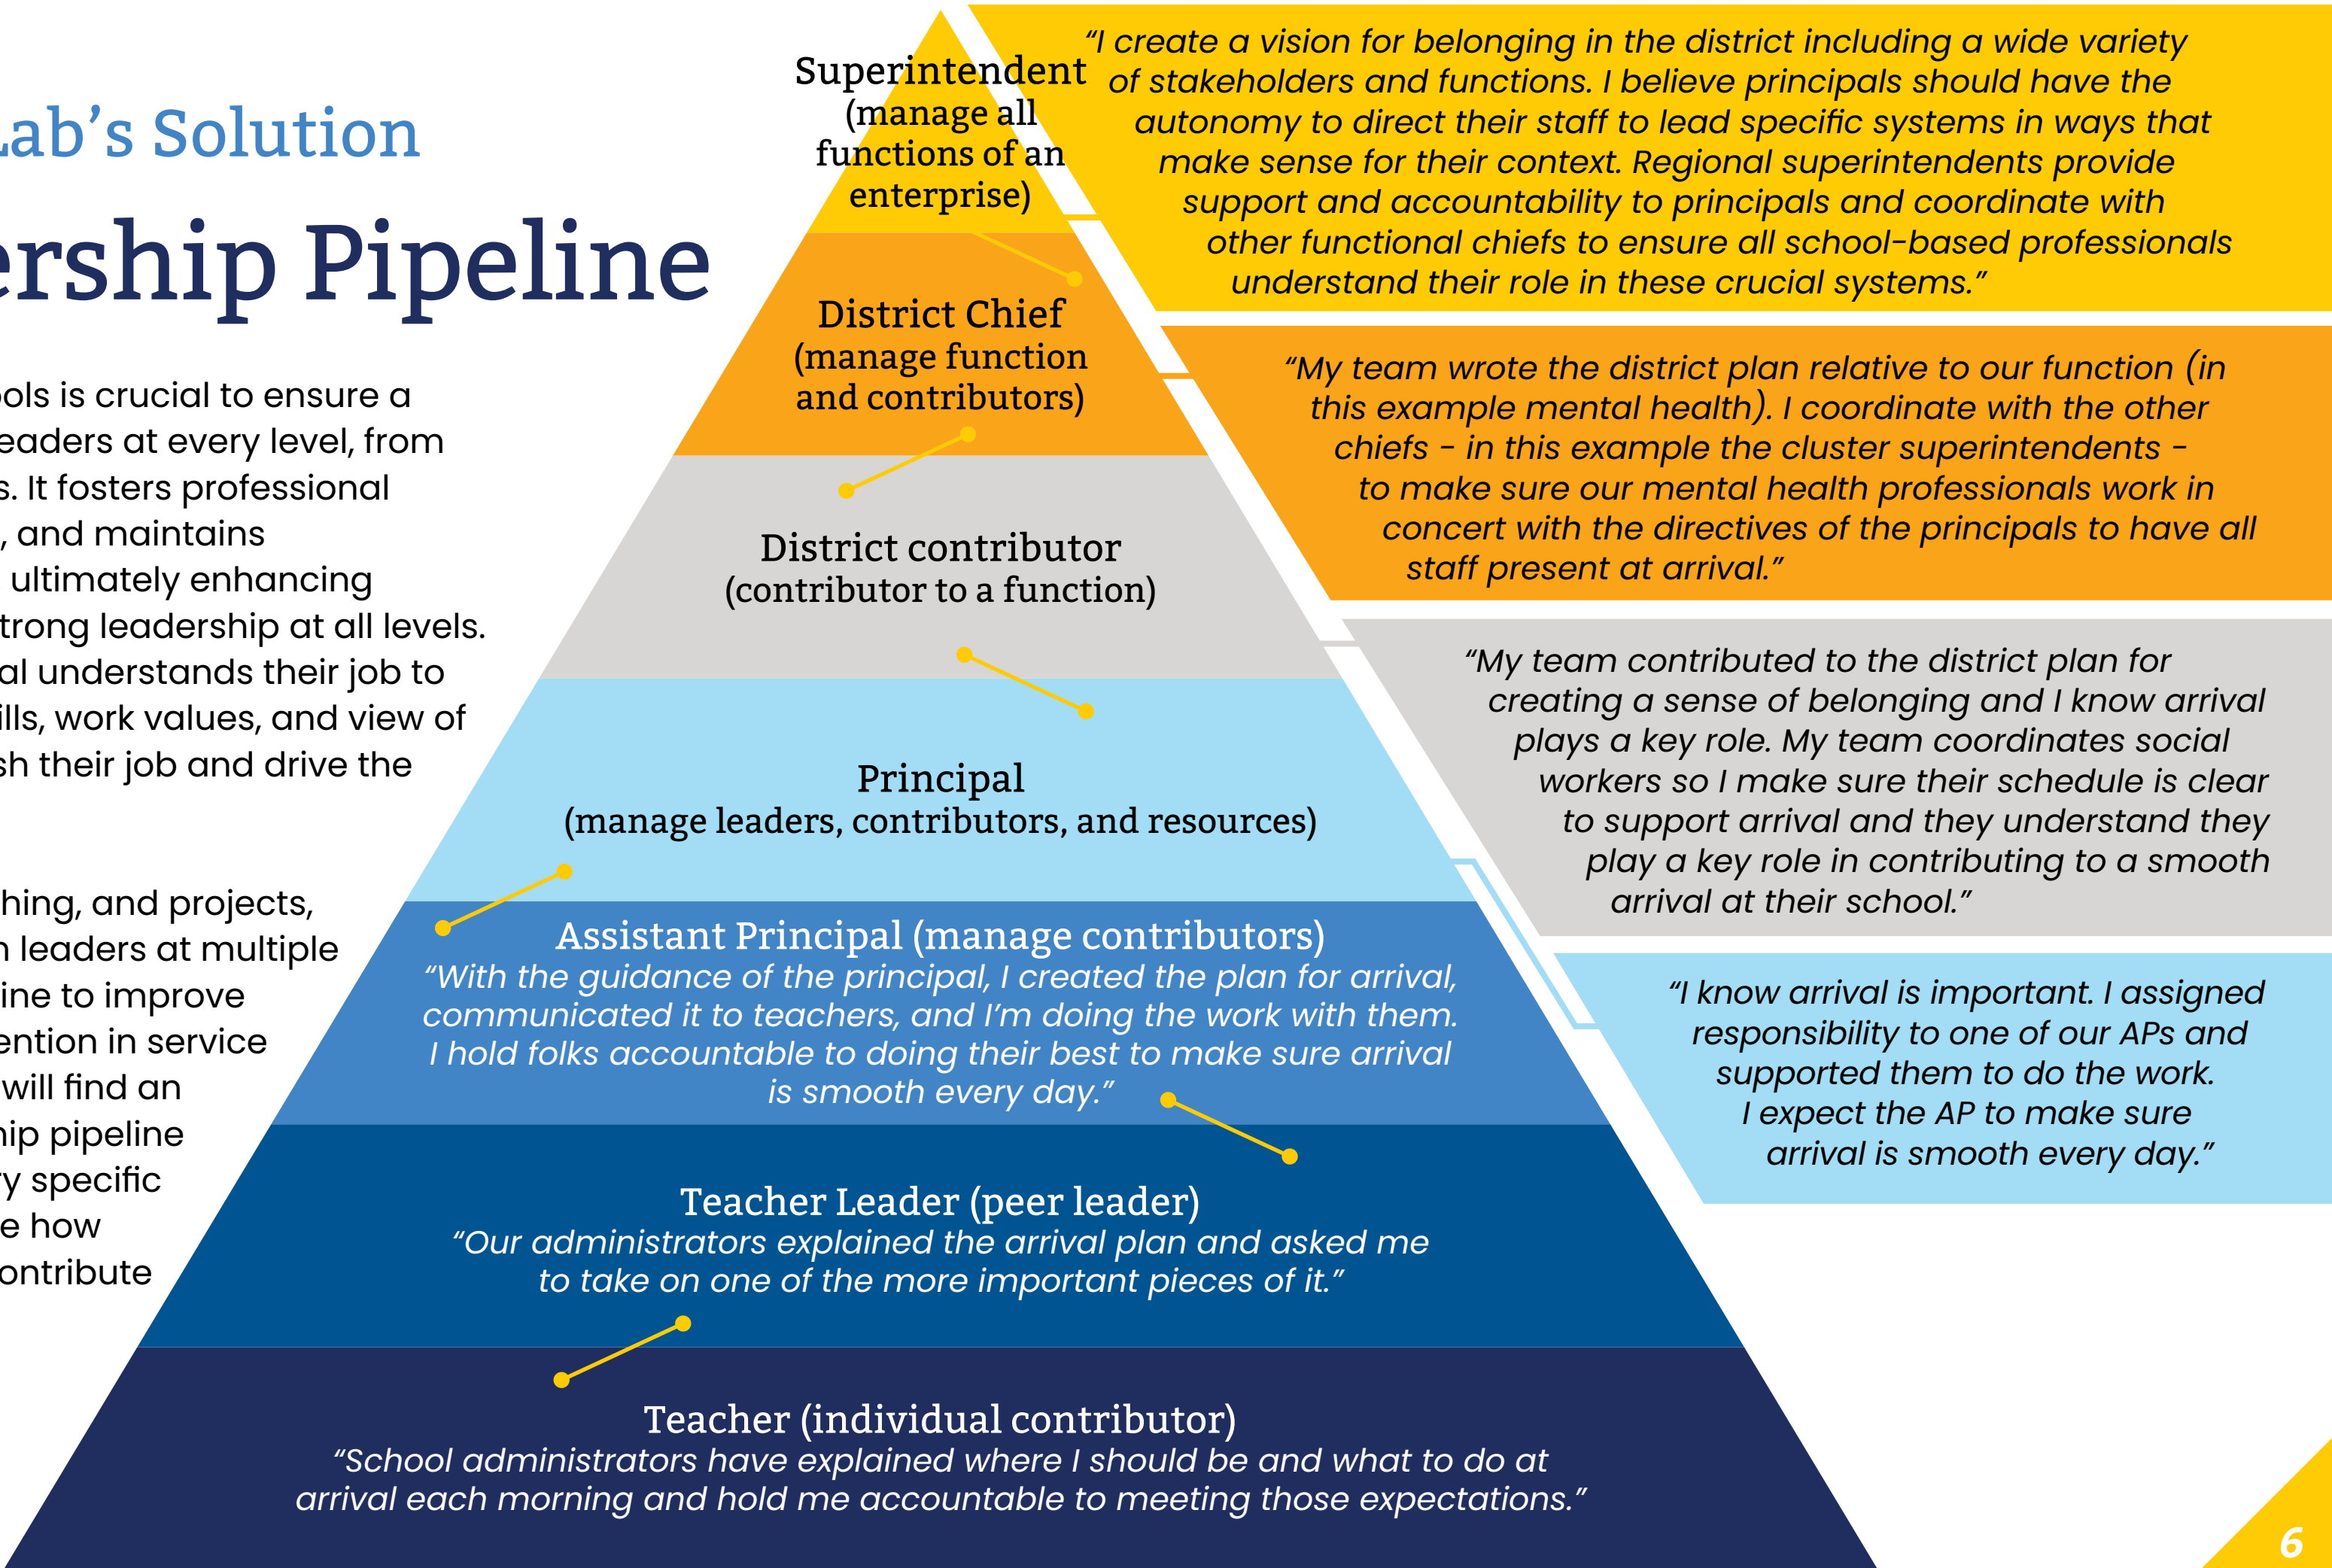 Lab’s Solution
ership Pipeline
ols is crucial to ensure a
eaders at every level, from
s. It fosters professional
, and maintains
ultimately enhancing
trong leadership at all levels.
al understands their job to
ills, work values, and view of
sh their job and drive the
hing, and projects,
n leaders at multiple
ine to improve
ention in service
will find an
hip pipeline
ry specific
e how
ontribute
Superintendent
(manage all
functions of an
enterprise)
“I create a vision for belonging in the district including a wide variety
of stakeholders and functions. I believe principals should have the
autonomy to direct their staff to lead specific systems in ways that
make sense for their context. Regional superintendents provide
support and accountability to principals and coordinate with
other functional chiefs to ensure all school-based professionals
understand their role in these crucial systems.”
District Chief
(manage function
and contributors)
“My team wrote the district plan relative to our function (in
this example mental health). I coordinate with the other
chiefs - in this example the cluster superintendents -
to make sure our mental health professionals work in
concert with the directives of the principals to have all
staff present at arrival.”
District contributor
(contributor to a function)
“My team contributed to the district plan for
creating a sense of belonging and I know arrival
plays a key role. My team coordinates social
workers so I make sure their schedule is clear
to support arrival and they understand they
play a key role in contributing to a smooth
arrival at their school.”
Principal
(manage leaders, contributors, and resources)
“I know arrival is important. I assigned
responsibility to one of our APs and
supported them to do the work.
I expect the AP to make sure
arrival is smooth every day.”
Assistant Principal (manage contributors)
“With the guidance of the principal, I created the plan for arrival,
communicated it to teachers, and I’m doing the work with them.
I hold folks accountable to doing their best to make sure arrival
is smooth every day.”
Teacher Leader (peer leader)
“Our administrators explained the arrival plan and asked me
to take on one of the more important pieces of it.”
Teacher (individual contributor)
“School administrators have explained where I should be and what to do at
arrival each morning and hold me accountable to meeting those expectations.”
6